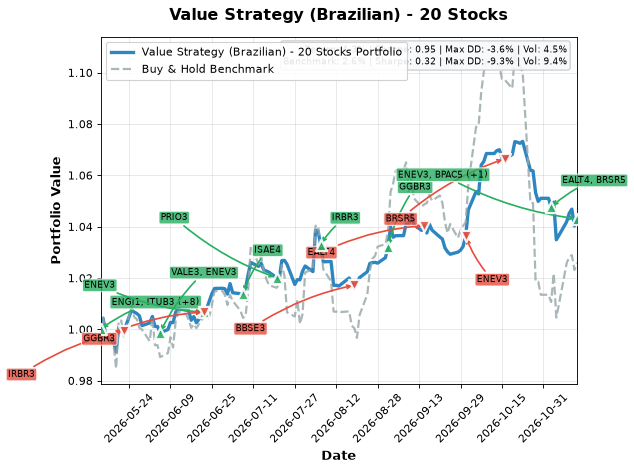 Value Strategy (Brazilian) - 20 Stocks
Value Strategy (Brazilian) - 20 Stocks Portfolio
Buy & Hold Benchmark
: 0.95 | Max DD: -3.6% | Vol: 4.5%
Benchmark: 2.6% | Sharpe: 0.32 | Max DD: -9.3% | Vol: 9.4%
Portfolio Value
1.10
1.08
1.06
1.04
1.02
1.00
0.98
ENEV3, BPAC5 (+1)
EALT4, BRSR5
GGBR3
PRIO3
IRBR3
BRSR5
ISAE4
EALT4
VALE3, ENEV3
ENEV3
ENEV3
ENGI1, ITUB3 (+8)
BBSE3
GGBR3
IRBR3
2026-05-24
2026-06-09
2026-06-25
2026-07-11
2026-07-27
2026-08-12
2026-08-28
2026-09-13
2026-09-29
2026-10-15
2026-10-31
Date